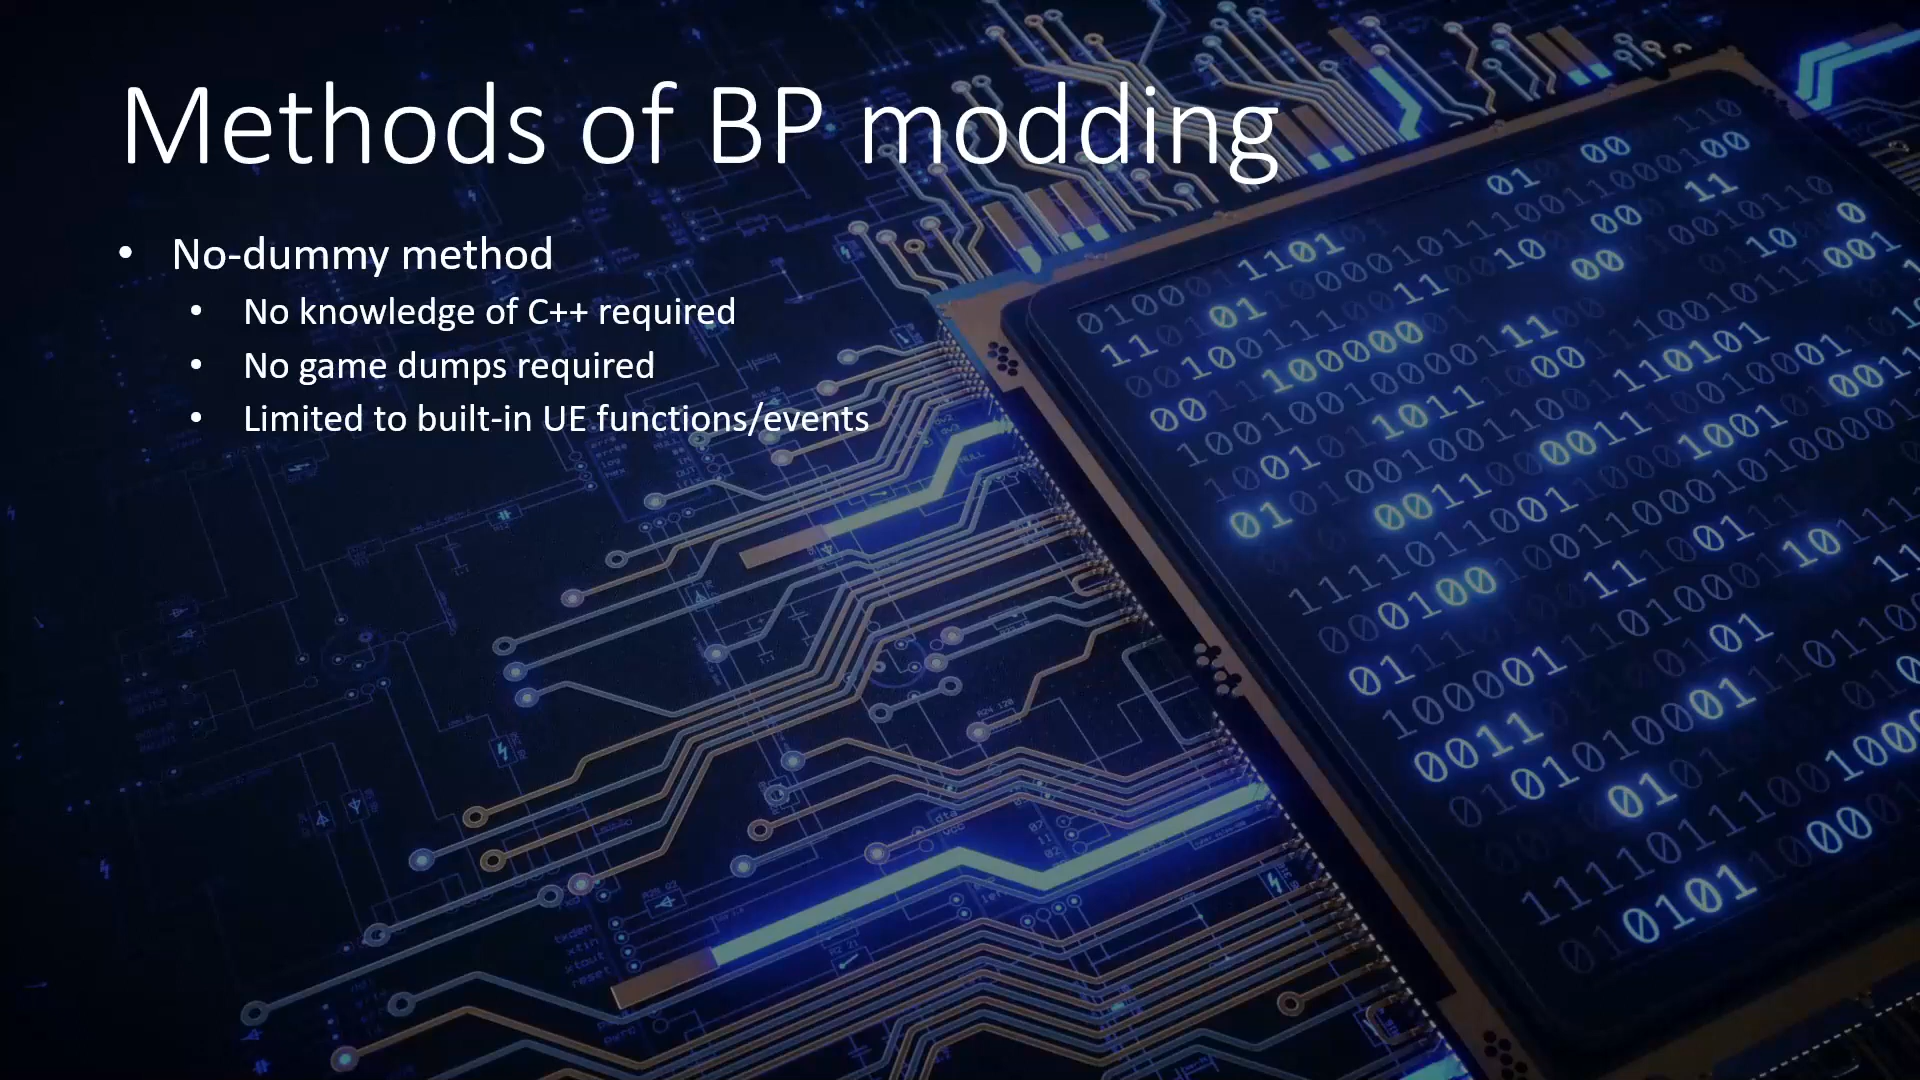 Methods of BP modding
• No-dummy method
• No knowledge of C++ required
• No game dumps required
• Limited to built-in UE functions/events